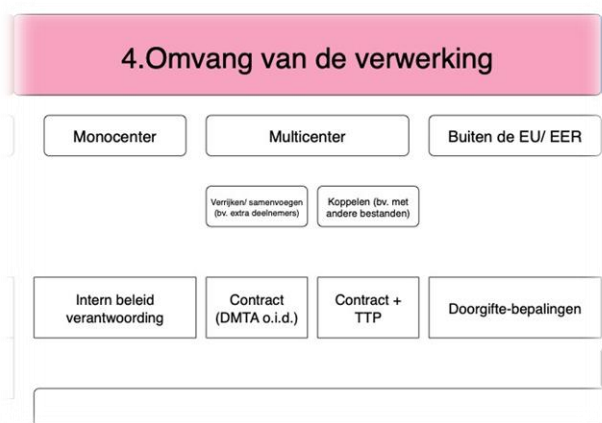 4.Omvang van de verwerking
Monocenter
Multicenter
Buiten de EU/ EER
Verrijken/ samenvoegen
(bv. extra deelnemers)
Koppelen (bv. met
andere bestanden)
Intern beleid
verantwoording
Contract
(DMTA o.i.d.)
Contract +
TTP
Doorgifte-bepalingen